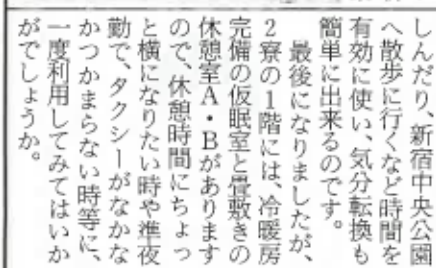 しんだり、新宿中央公園
へ散歩に行くなど時間を
有効に使い、気分転換も
簡単に出来るのです。
最後になりましたが、
2寮の1階には、冷暖房
完備の仮眠室と畳敷きの
休憩室A・Bがあります
ので、休憩時間にちょっ
と横になりたい時や準夜
勤で、タクシーがなかな
かつかまらない時等に、
一度利用してみてはいか
がでしょうか。